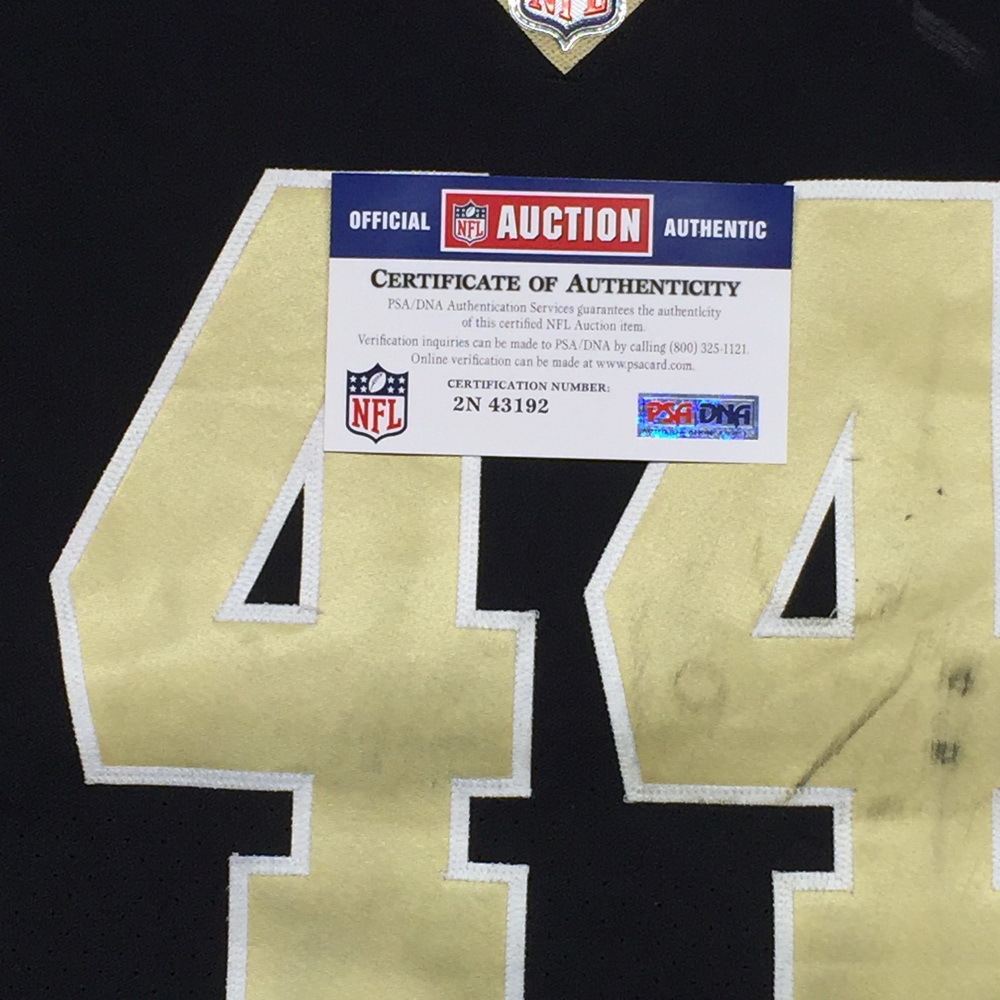 NFL
OFFICIAL NFL AUCTION AUTHENTIC
CERTIFICATE OF AUTHENTICITY
PSA/DNA Authentication Services guarantees the authenticity
of this certified NFL Auction item.
Verification inquiries can be made to PSA/DNA by calling (800) 325-1121.
Online verification can be made at www.psacard.com.
NFL
CERTIFICATION NUMBER:
2N 43192
PSA DNA
44